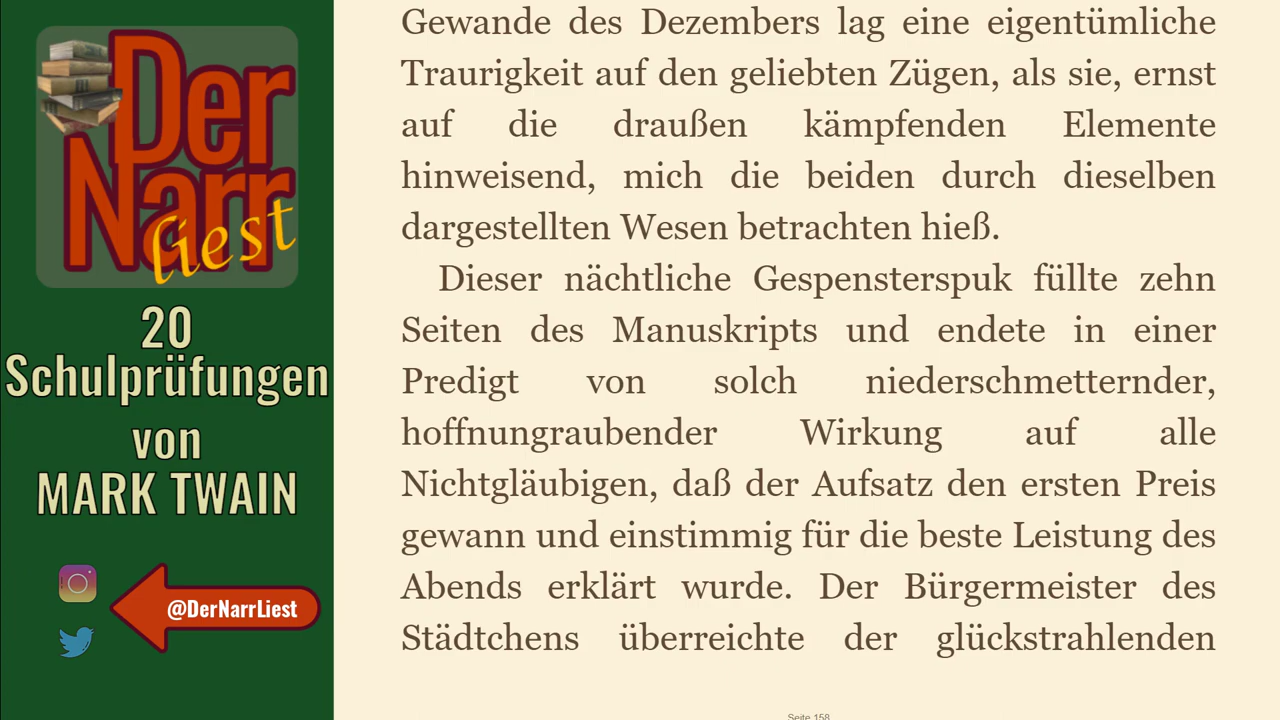 Der
Narr
liest
20
Schulprüfungen
von
MARK TWAIN
@DerNarrLiest
Gewande des Dezembers lag eine eigentümliche
Traurigkeit auf den geliebten Zügen, als sie, ernst
auf die draußen kämpfenden Elemente
hinweisend, mich die beiden durch dieselben
dargestellten Wesen betrachten hieß.
Dieser nächtliche Gespensterspuk füllte zehn
Seiten des Manuskripts und endete in einer
Predigt von solch niederschmetternder,
hoffnungraubender Wirkung auf alle
Nichtgläubigen, daß der Aufsatz den ersten Preis
gewann und einstimmig für die beste Leistung des
Abends erklärt wurde. Der Bürgermeister des
Städtchens überreichte der glückstrahlenden
Seite 158